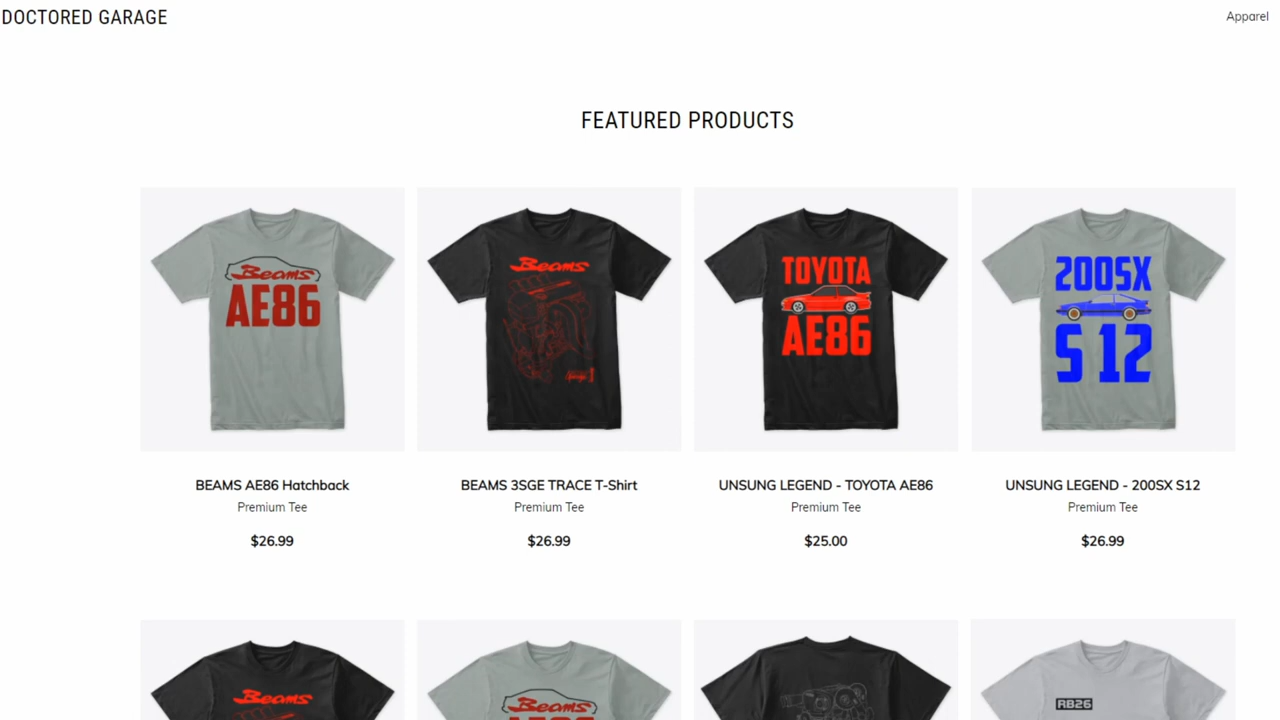 DOCTORED GARAGE
Apparel
FEATURED PRODUCTS
Beams
AE86
Beams
TOYOTA
AE86
200SX
S 12
BEAMS AE86 Hatchback
BEAMS 3SGE TRACE T-Shirt
UNSUNG LEGEND - TOYOTA AE86
UNSUNG LEGEND - 200SX S12
Premium Tee
Premium Tee
Premium Tee
Premium Tee
$26.99
$26.99
$25.00
$26.99
Beams
Beams
RB26